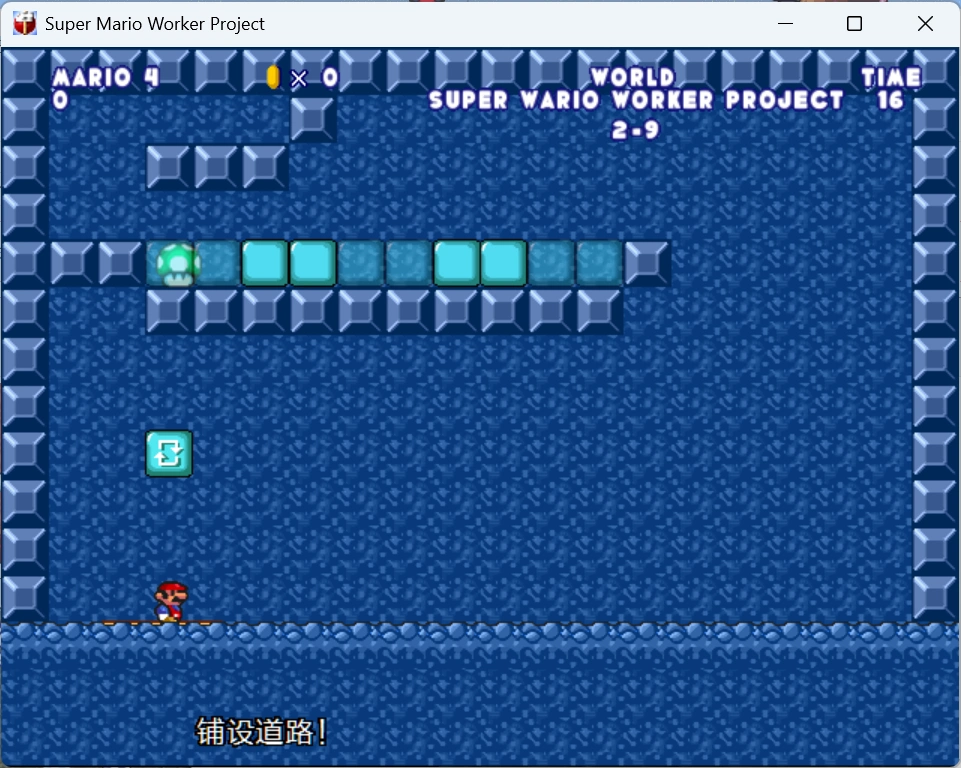 Super Mario Worker Project
MARIO 4
× 0
WORLD
TIME
0
SUPER WARIO WORKER PROJECT
16
2-9
铺设道路!